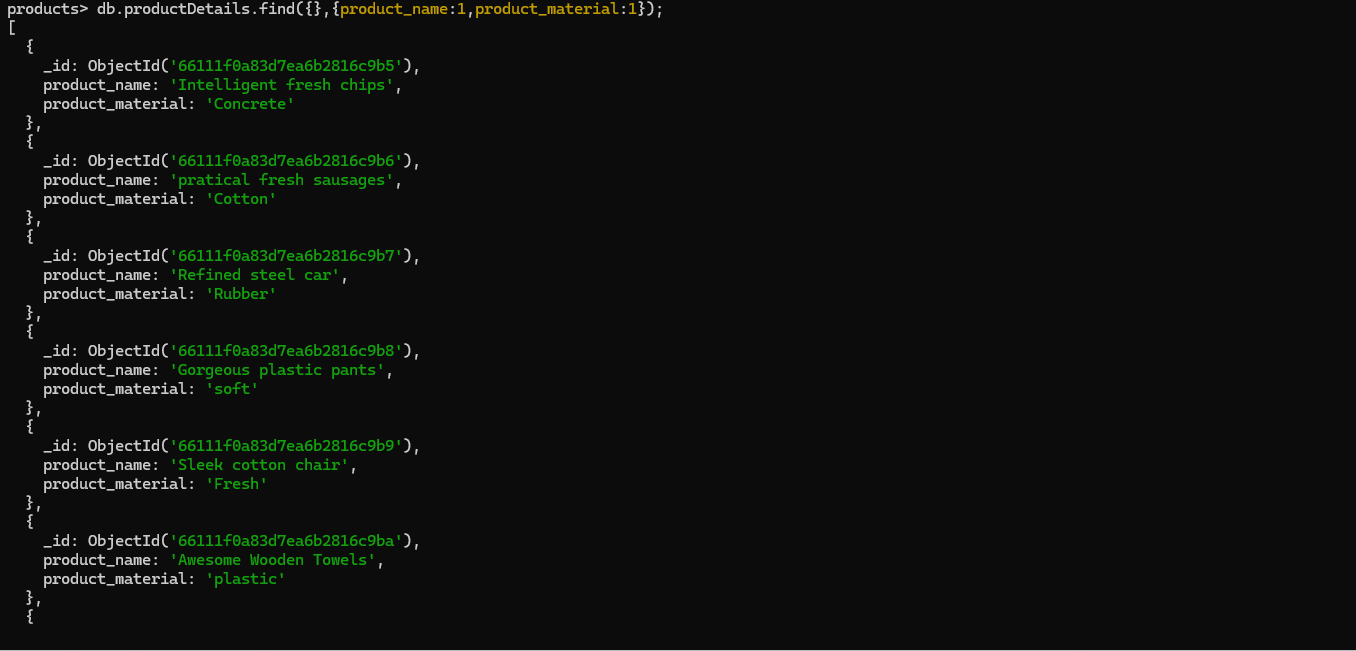 products> db.productDetails.find({},{product_name:1,product_material:1});
[
  {
    _id: ObjectId('66111f0a83d7ea6b2816c9b5'),
    product_name: 'Intelligent fresh chips',
    product_material: 'Concrete'
  },
  {
    _id: ObjectId('66111f0a83d7ea6b2816c9b6'),
    product_name: 'pratical fresh sausages',
    product_material: 'Cotton'
  },
  {
    _id: ObjectId('66111f0a83d7ea6b2816c9b7'),
    product_name: 'Refined steel car',
    product_material: 'Rubber'
  },
  {
    _id: ObjectId('66111f0a83d7ea6b2816c9b8'),
    product_name: 'Gorgeous plastic pants',
    product_material: 'soft'
  },
  {
    _id: ObjectId('66111f0a83d7ea6b2816c9b9'),
    product_name: 'Sleek cotton chair',
    product_material: 'Fresh'
  },
  {
    _id: ObjectId('66111f0a83d7ea6b2816c9ba'),
    product_name: 'Awesome Wooden Towels',
    product_material: 'plastic'
  },
  {